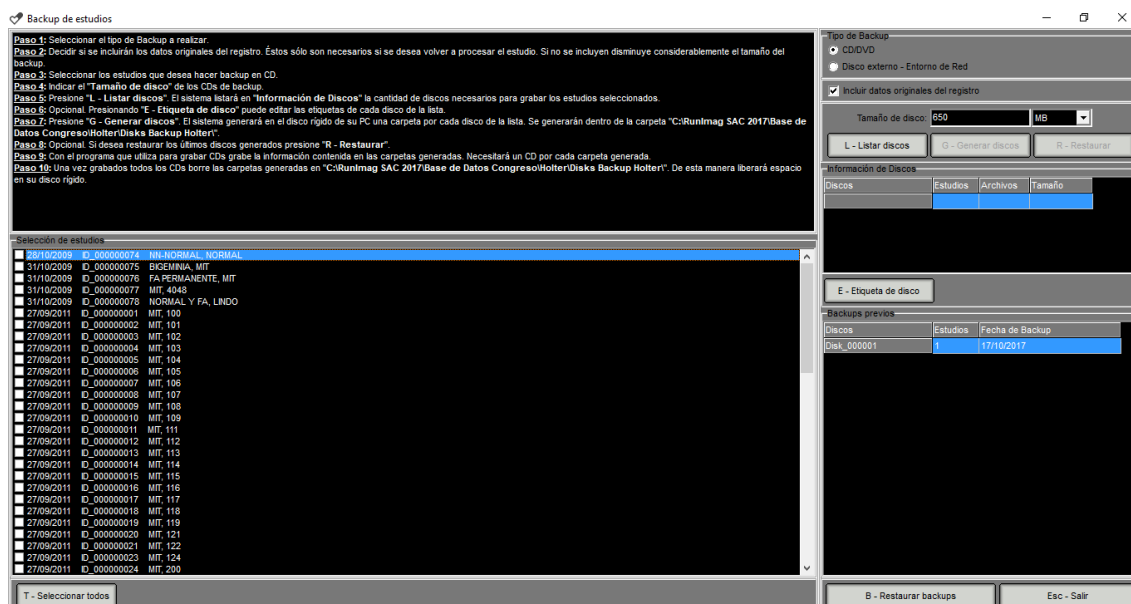 Backup de estudios
Paso 1: Seleccionar el tipo de Backup a realizar.
Paso 2: Decidir si se incluirán los datos originales del registro. Éstos sólo son necesarios si se desea volver a procesar el estudio. Si no se incluyen disminuye considerablemente el tamaño del
backup.
Paso 3: Seleccionar los estudios que desea hacer backup en CD.
Paso 4: Indicar el "Tamaño de disco" de los CDs de backup.
Paso 5: Presione "L - Listar discos". El sistema listará en "Información de Discos" la cantidad de discos necesarios para grabar los estudios seleccionados.
Paso 6: Opcional. Presionando "E - Etiqueta de disco" puede editar las etiquetas de cada disco de la lista.
Paso 7: Presione "G - Generar discos". El sistema generará en el disco rígido de su PC una carpeta por cada disco de la lista. Se generarán dentro de la carpeta "C:\RunImag SAC 2017\Base de
Datos Congreso\Holter\Disks Backup Holter\".
Paso 8: Opcional. Si desea restaurar los últimos discos generados presione "R - Restaurar".
Paso 9: Con el programa que utiliza para grabar CDs grabe la información contenida en las carpetas generadas. Necesitará un CD por cada carpeta generada.
Paso 10: Una vez grabados todos los CDs borre las carpetas generadas en "C:\RunImag SAC 2017\Base de Datos Congreso\Holter\Disks Backup Holter\". De esta manera liberará espacio
en su disco rígido.
Selección de estudios
28/10/2009 ID_000000074 NN-NORMAL, NORMAL
31/10/2009 ID_000000075 BIGEMINIA, MIT
31/10/2009 ID_000000076 FA PERMANENTE, MIT
31/10/2009 ID_000000077 MIT, 4048
31/10/2009 ID_000000078 NORMAL Y FA, LINDO
27/09/2011 ID_000000001 MIT, 100
27/09/2011 ID_000000002 MIT, 101
27/09/2011 ID_000000003 MIT, 102
27/09/2011 ID_000000004 MIT, 103
27/09/2011 ID_000000005 MIT, 104
27/09/2011 ID_000000006 MIT, 105
27/09/2011 ID_000000007 MIT, 106
27/09/2011 ID_000000008 MIT, 107
27/09/2011 ID_000000009 MIT, 108
27/09/2011 ID_000000010 MIT, 109
27/09/2011 ID_000000011 MIT, 111
27/09/2011 ID_000000012 MIT, 112
27/09/2011 ID_000000013 MIT, 113
27/09/2011 ID_000000014 MIT, 114
27/09/2011 ID_000000015 MIT, 115
27/09/2011 ID_000000016 MIT, 116
27/09/2011 ID_000000017 MIT, 117
27/09/2011 ID_000000018 MIT, 118
27/09/2011 ID_000000019 MIT, 119
27/09/2011 ID_000000020 MIT, 121
27/09/2011 ID_000000021 MIT, 122
27/09/2011 ID_000000023 MIT, 124
27/09/2011 ID_000000024 MIT, 200
T - Seleccionar todos
Tipo de Backup
CD/DVD
Disco externo - Entorno de Red
Incluir datos originales del registro
Tamaño de disco: 650 MB
L - Listar discos G - Generar discos R - Restaurar
Información de Discos
Discos Estudios Archivos Tamaño
E - Etiqueta de disco
Backups previos
Discos Estudios Fecha de Backup
Disk_000001 1 17/10/2017
B - Restaurar backups Esc - Salir